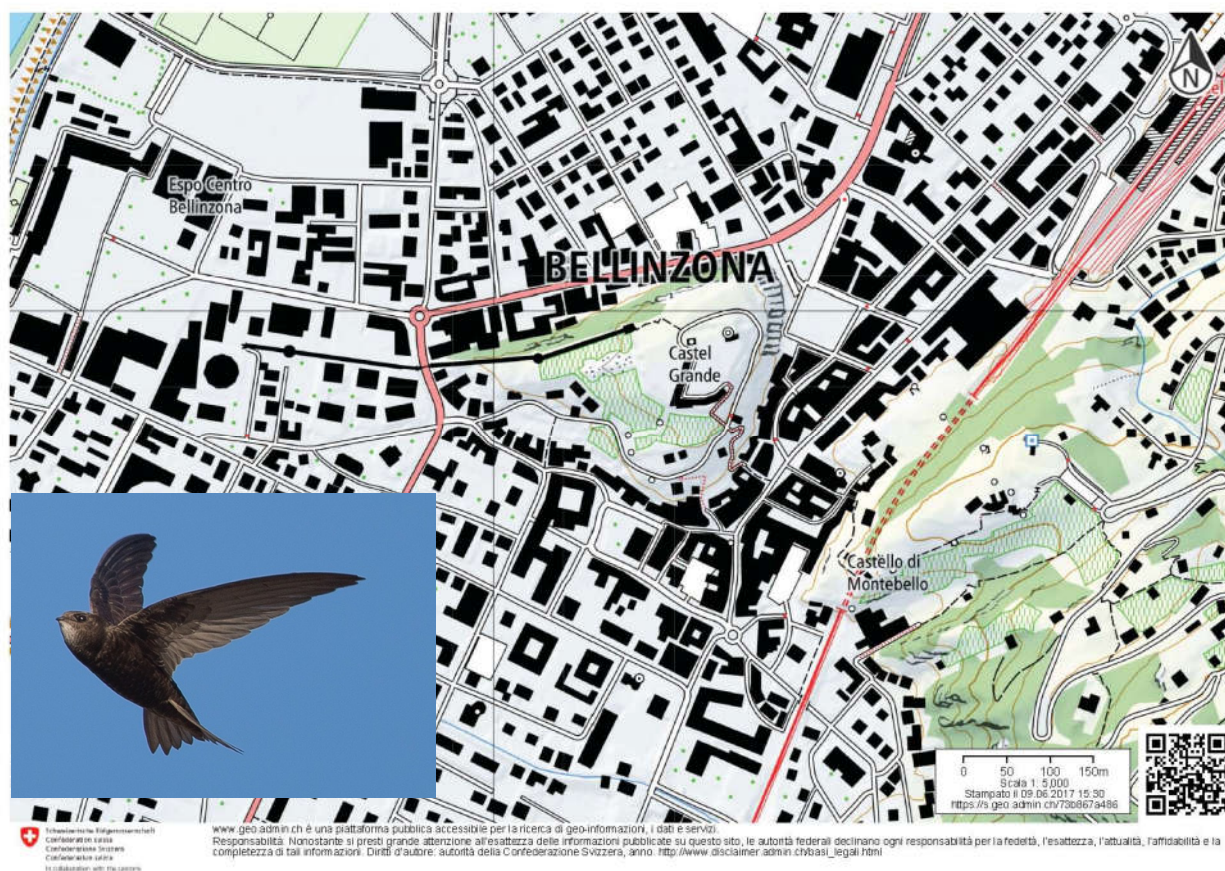 N
Espo Centro
Bellinzona
BELLINZONA
Castel
Grande
Castello di
Montebello
0 50 100 150m
Scala 1: 5,000
Stampato il 09.06.2017 15:30
https://s.geo.admin.ch/73b867a486
Schweizerische Eidgenossenschaft
Confédération suisse
Confederazione Svizzera
Confederaziun svizra
In collaboration with the cantons
www.geo.admin.ch è una piattaforma pubblica accessibile per la ricerca di geo-informazioni, i dati e servizi.
Responsabilità: Nonostante si presti grande attenzione all'esattezza delle informazioni pubblicate su questo sito, le autorità federali declinano ogni responsabilità per la fedeltà, l'esattezza, l'attualità, l'affidabilità e la
completezza di tali informazioni. Diritti d'autore: autorità della Confederazione Svizzera, anno. http://www.disclaimer.admin.ch/basi_legali.html